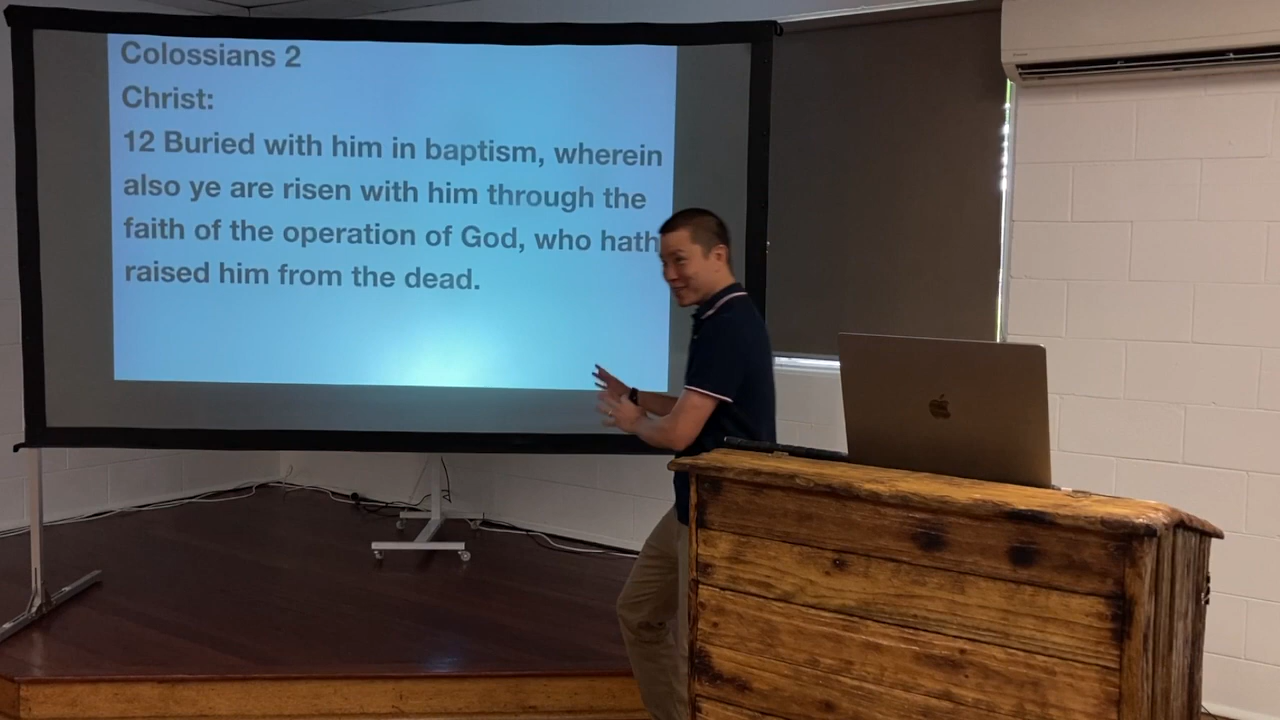 Colossians 2
Christ:
12 Buried with him in baptism, wherein
also ye are risen with him through the
faith of the operation of God, who hath
raised him from the dead.